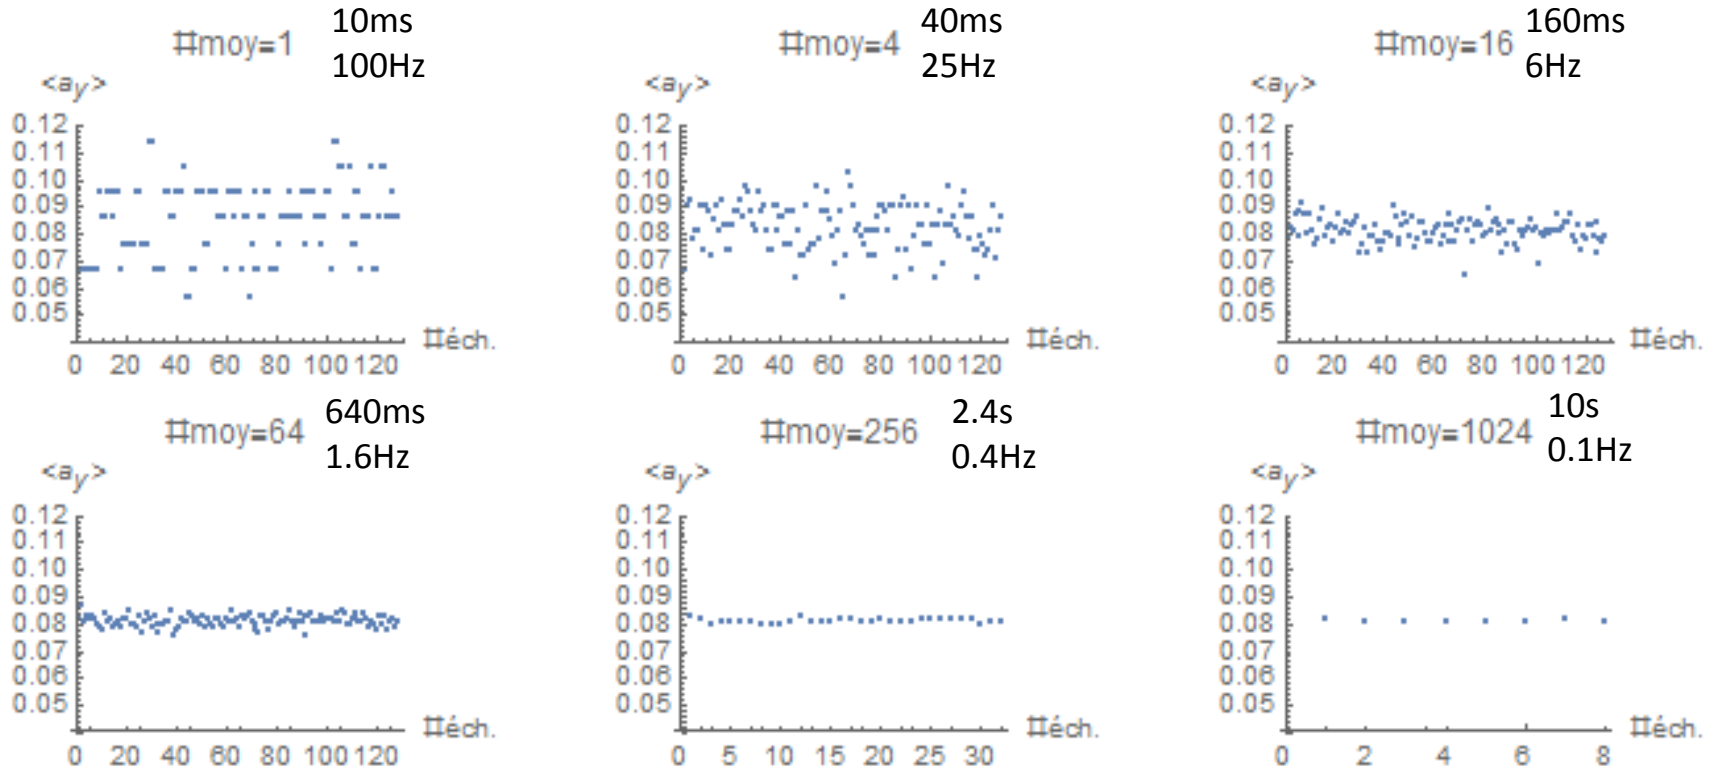 #moy=1 10ms
100Hz
<ay>
0.12
0.11
0.10
0.09
0.08
0.07
0.06
0.05
0 20 40 60 80 100 120 #éch.
#moy=4 40ms
25Hz
<ay>
0.12
0.11
0.10
0.09
0.08
0.07
0.06
0.05
0 20 40 60 80 100 120 #éch.
#moy=16 160ms
6Hz
<ay>
0.12
0.11
0.10
0.09
0.08
0.07
0.06
0.05
0 20 40 60 80 100 120 #éch.
#moy=64 640ms
1.6Hz
<ay>
0.12
0.11
0.10
0.09
0.08
0.07
0.06
0.05
0 20 40 60 80 100 120 #éch.
#moy=256 2.4s
0.4Hz
<ay>
0.12
0.11
0.10
0.09
0.08
0.07
0.06
0.05
0 5 10 15 20 25 30 #éch.
#moy=1024 10s
0.1Hz
<ay>
0.12
0.11
0.10
0.09
0.08
0.07
0.06
0.05
0 2 4 6 8 #éch.